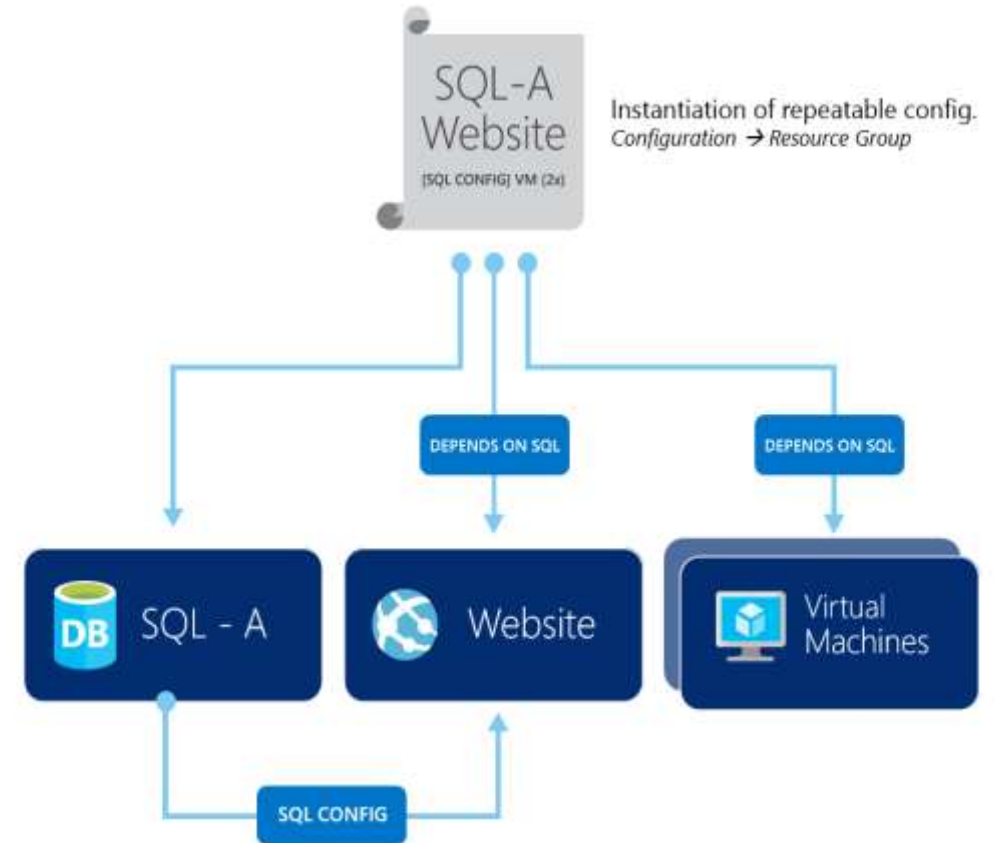 SQL-A
Website
[SQL CONFIG] VM (2x)
Instantiation of repeatable config.
Configuration → Resource Group
DEPENDS ON SQL
DEPENDS ON SQL
DB
SQL - A
Website
Virtual
Machines
SQL CONFIG